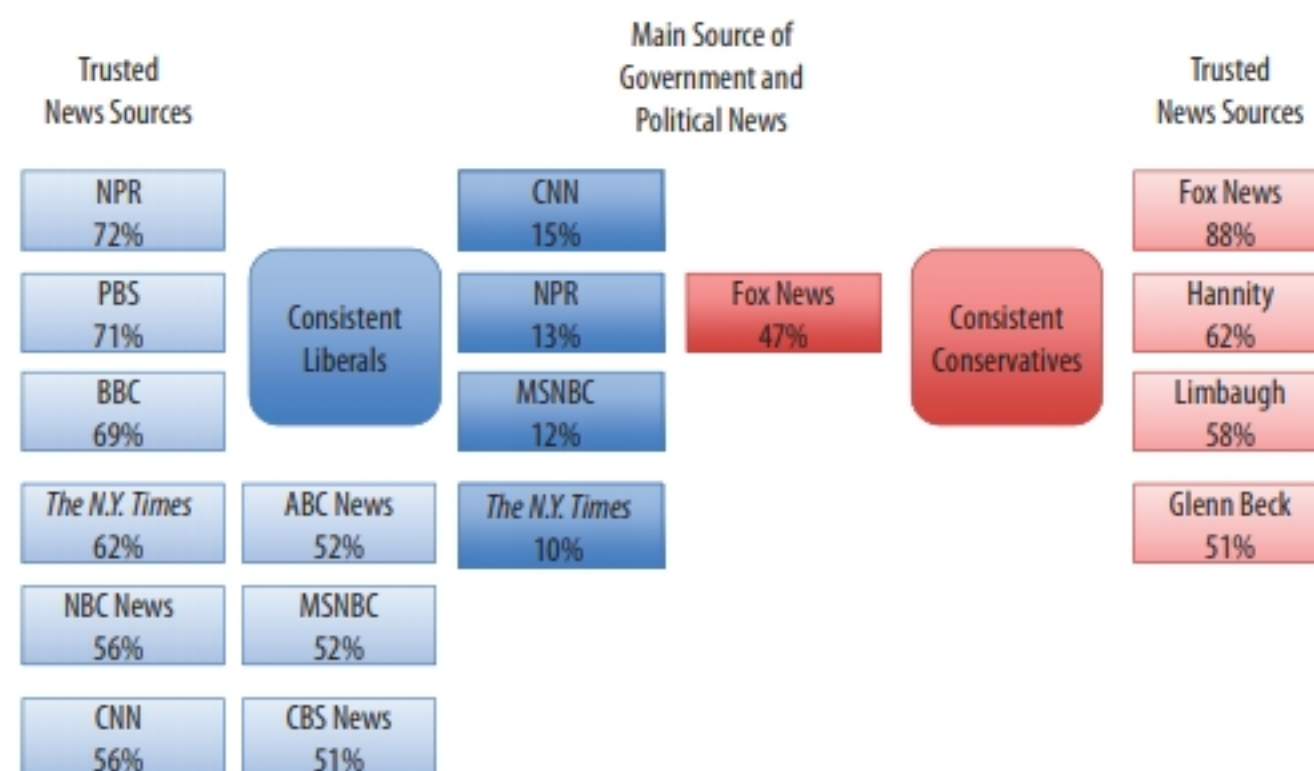 Trusted
News Sources
Main Source of
Government and
Political News
Trusted
News Sources
NPR
72%
PBS
71%
BBC
69%
The N.Y. Times
62%
NBC News
56%
CNN
56%
Consistent
Liberals
ABC News
52%
MSNBC
52%
CBS News
51%
CNN
15%
NPR
13%
MSNBC
12%
The N.Y. Times
10%
Fox News
47%
Consistent
Conservatives
Fox News
88%
Hannity
62%
Limbaugh
58%
Glenn Beck
51%